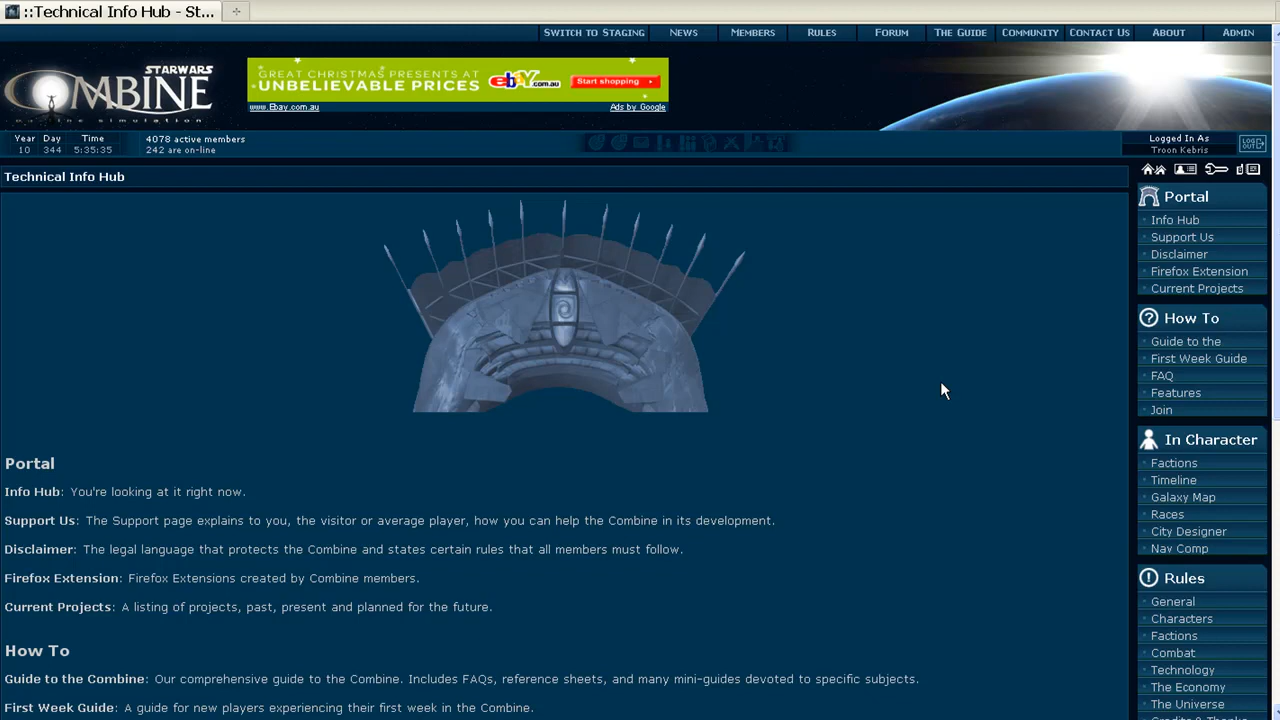 ::Technical Info Hub - St...
SWITCH TO STAGING NEWS MEMBERS RULES FORUM THE GUIDE COMMUNITY CONTACT US ABOUT ADMIN
STARWARS
COMBINE
online simulation
GREAT CHRISTMAS PRESENTS AT
UNBELIEVABLE PRICES
ebY.com.au
Start shopping
www.Ebay.com.au Ads by Google
Year Day Time
10 344 5:35:35
4078 active members
242 are on-line
Logged In As
Troon Kebris
LOG OUT
Technical Info Hub
Portal
Info Hub: You're looking at it right now.
Support Us: The Support page explains to you, the visitor or average player, how you can help the Combine in its development.
Disclaimer: The legal language that protects the Combine and states certain rules that all members must follow.
Firefox Extension: Firefox Extensions created by Combine members.
Current Projects: A listing of projects, past, present and planned for the future.
How To
Guide to the Combine: Our comprehensive guide to the Combine. Includes FAQs, reference sheets, and many mini-guides devoted to specific subjects.
First Week Guide: A guide for new players experiencing their first week in the Combine.
Portal
Info Hub
Support Us
Disclaimer
Firefox Extension
Current Projects
How To
Guide to the
First Week Guide
FAQ
Features
Join
In Character
Factions
Timeline
Galaxy Map
Races
City Designer
Nav Comp
Rules
General
Characters
Factions
Combat
Technology
The Economy
The Universe
Credits & Thanks